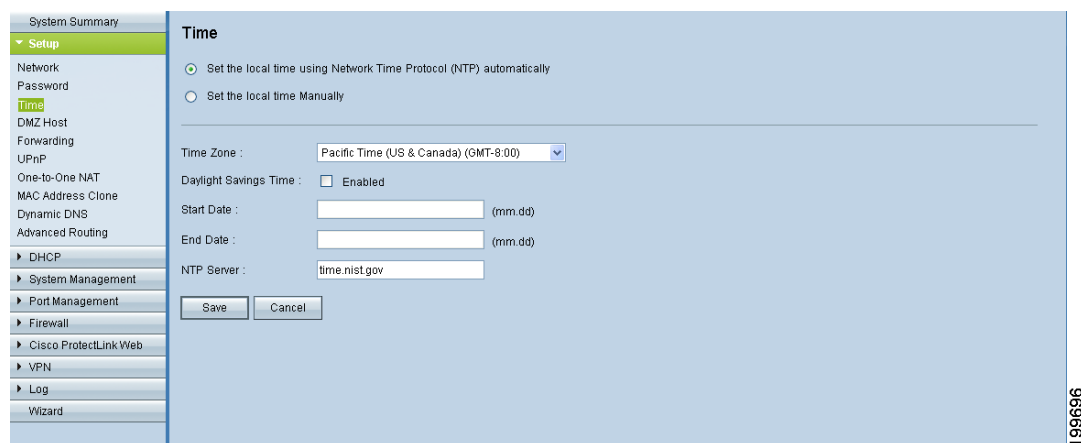 System Summary
Setup
Network
Password
Time
DMZ Host
Forwarding
UPnP
One-to-One NAT
MAC Address Clone
Dynamic DNS
Advanced Routing
DHCP
System Management
Port Management
Firewall
Cisco ProtectLink Web
VPN
Log
Wizard
Time
Set the local time using Network Time Protocol (NTP) automatically
Set the local time Manually
Time Zone : Pacific Time (US & Canada) (GMT-8:00)
Daylight Savings Time : Enabled
Start Date : (mm.dd)
End Date : (mm.dd)
NTP Server : time.nist.gov
Save Cancel
199696